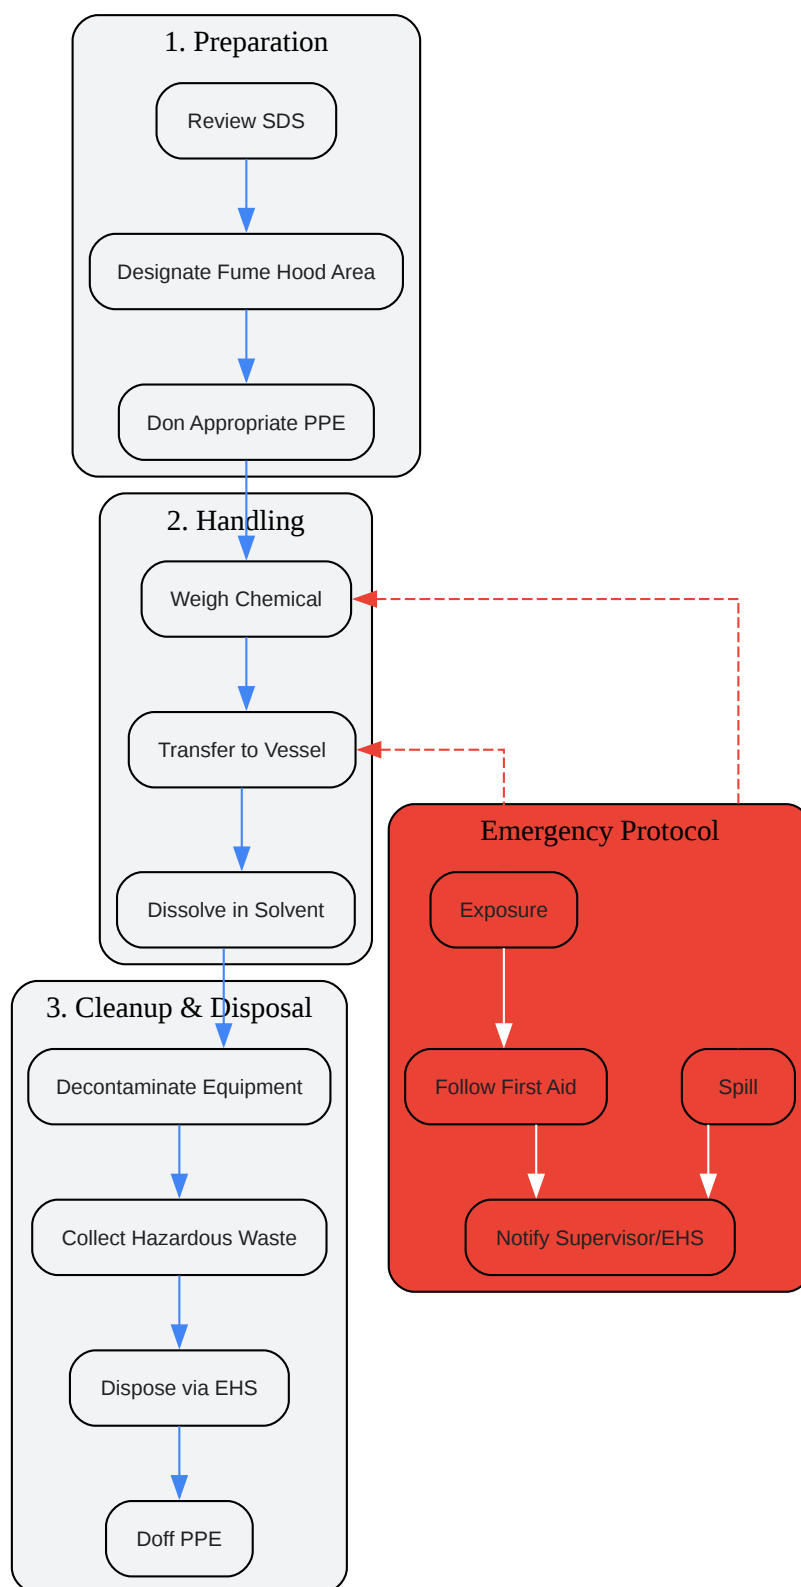 1. Preparation
Review SDS
Designate Fume Hood Area
Don Appropriate PPE
2. Handling
Weigh Chemical
Transfer to Vessel
Dissolve in Solvent
Emergency Protocol
Exposure
Follow First Aid
Spill
Notify Supervisor/EHS
3. Cleanup & Disposal
Decontaminate Equipment
Collect Hazardous Waste
Dispose via EHS
Doff PPE